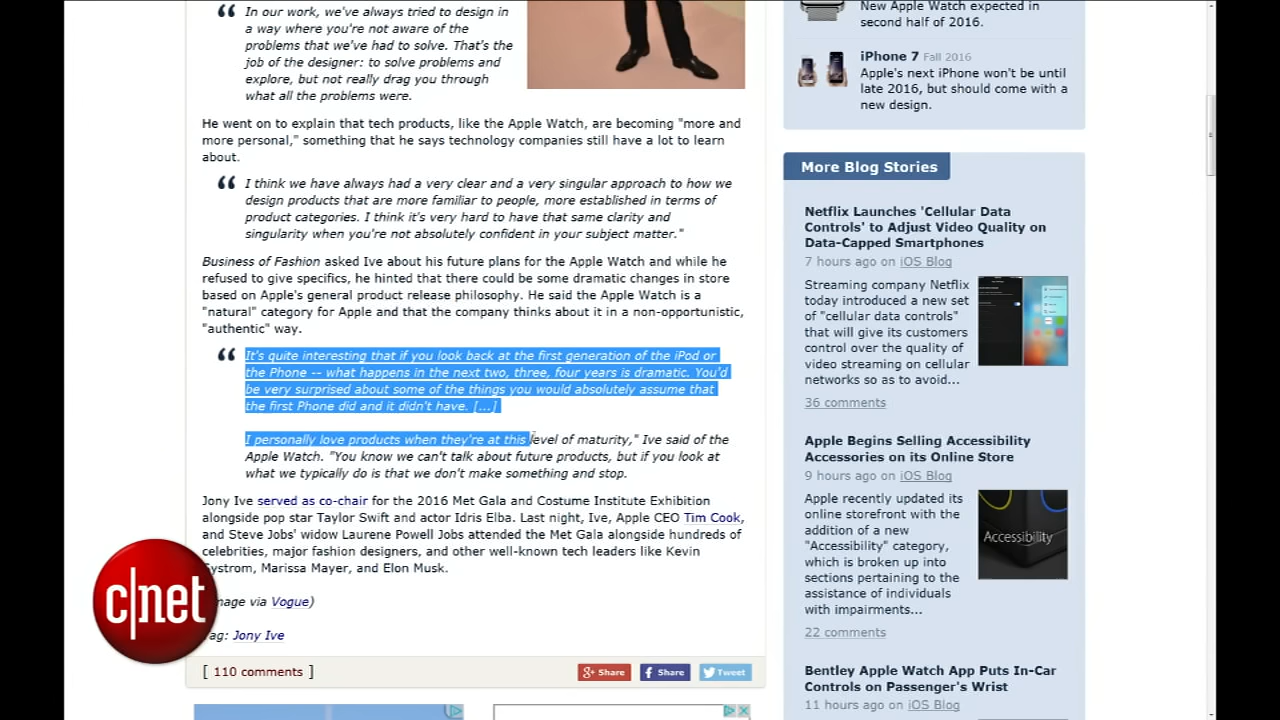 In our work, we've always tried to design in
a way where you're not aware of the
problems that we've had to solve. That's the
job of the designer: to solve problems and
explore, but not really drag you through
what all the problems were.
He went on to explain that tech products, like the Apple Watch, are becoming "more and
more personal," something that he says technology companies still have a lot to learn
about.
I think we have always had a very clear and a very singular approach to how we
design products that are more familiar to people, more established in terms of
product categories. I think it's very hard to have that same clarity and
singularity when you're not absolutely confident in your subject matter."
Business of Fashion asked Ive about his future plans for the Apple Watch and while he
refused to give specifics, he hinted that there could be some dramatic changes in store
based on Apple's general product release philosophy. He said the Apple Watch is a
"natural" category for Apple and that the company thinks about it in a non-opportunistic,
"authentic" way.
It's quite interesting that if you look back at the first generation of the iPod or
the Phone -- what happens in the next two, three, four years is dramatic. You'd
be very surprised about some of the things you would absolutely assume that
the first Phone did and it didn't have. [...]
I personally love products when they're at this level of maturity," Ive said of the
Apple Watch. "You know we can't talk about future products, but if you look at
what we typically do is that we don't make something and stop.
Jony Ive served as co-chair for the 2016 Met Gala and Costume Institute Exhibition
alongside pop star Taylor Swift and actor Idris Elba. Last night, Ive, Apple CEO Tim Cook,
and Steve Jobs' widow Laurene Powell Jobs attended the Met Gala alongside hundreds of
celebrities, major fashion designers, and other well-known tech leaders like Kevin
Systrom, Marissa Mayer, and Elon Musk.
mage via Vogue)
Tag: Jony Ive
[ 110 comments ]
g+ Share
f Share
Tweet
c|net
New Apple Watch expected in
second half of 2016.
iPhone 7 Fall 2016
Apple's next iPhone won't be until
late 2016, but should come with a
new design.
More Blog Stories
Netflix Launches 'Cellular Data
Controls' to Adjust Video Quality on
Data-Capped Smartphones
7 hours ago on iOS Blog
Streaming company Netflix
today introduced a new set
of "cellular data controls"
that will give its customers
control over the quality of
video streaming on cellular
networks so as to avoid...
36 comments
Apple Begins Selling Accessibility
Accessories on its Online Store
9 hours ago on iOS Blog
Apple recently updated its
online storefront with the
addition of a new
"Accessibility" category,
which is broken up into
sections pertaining to the
assistance of individuals
with impairments...
Accessibility
22 comments
Bentley Apple Watch App Puts In-Car
Controls on Passenger's Wrist
11 hours ago on iOS Blog